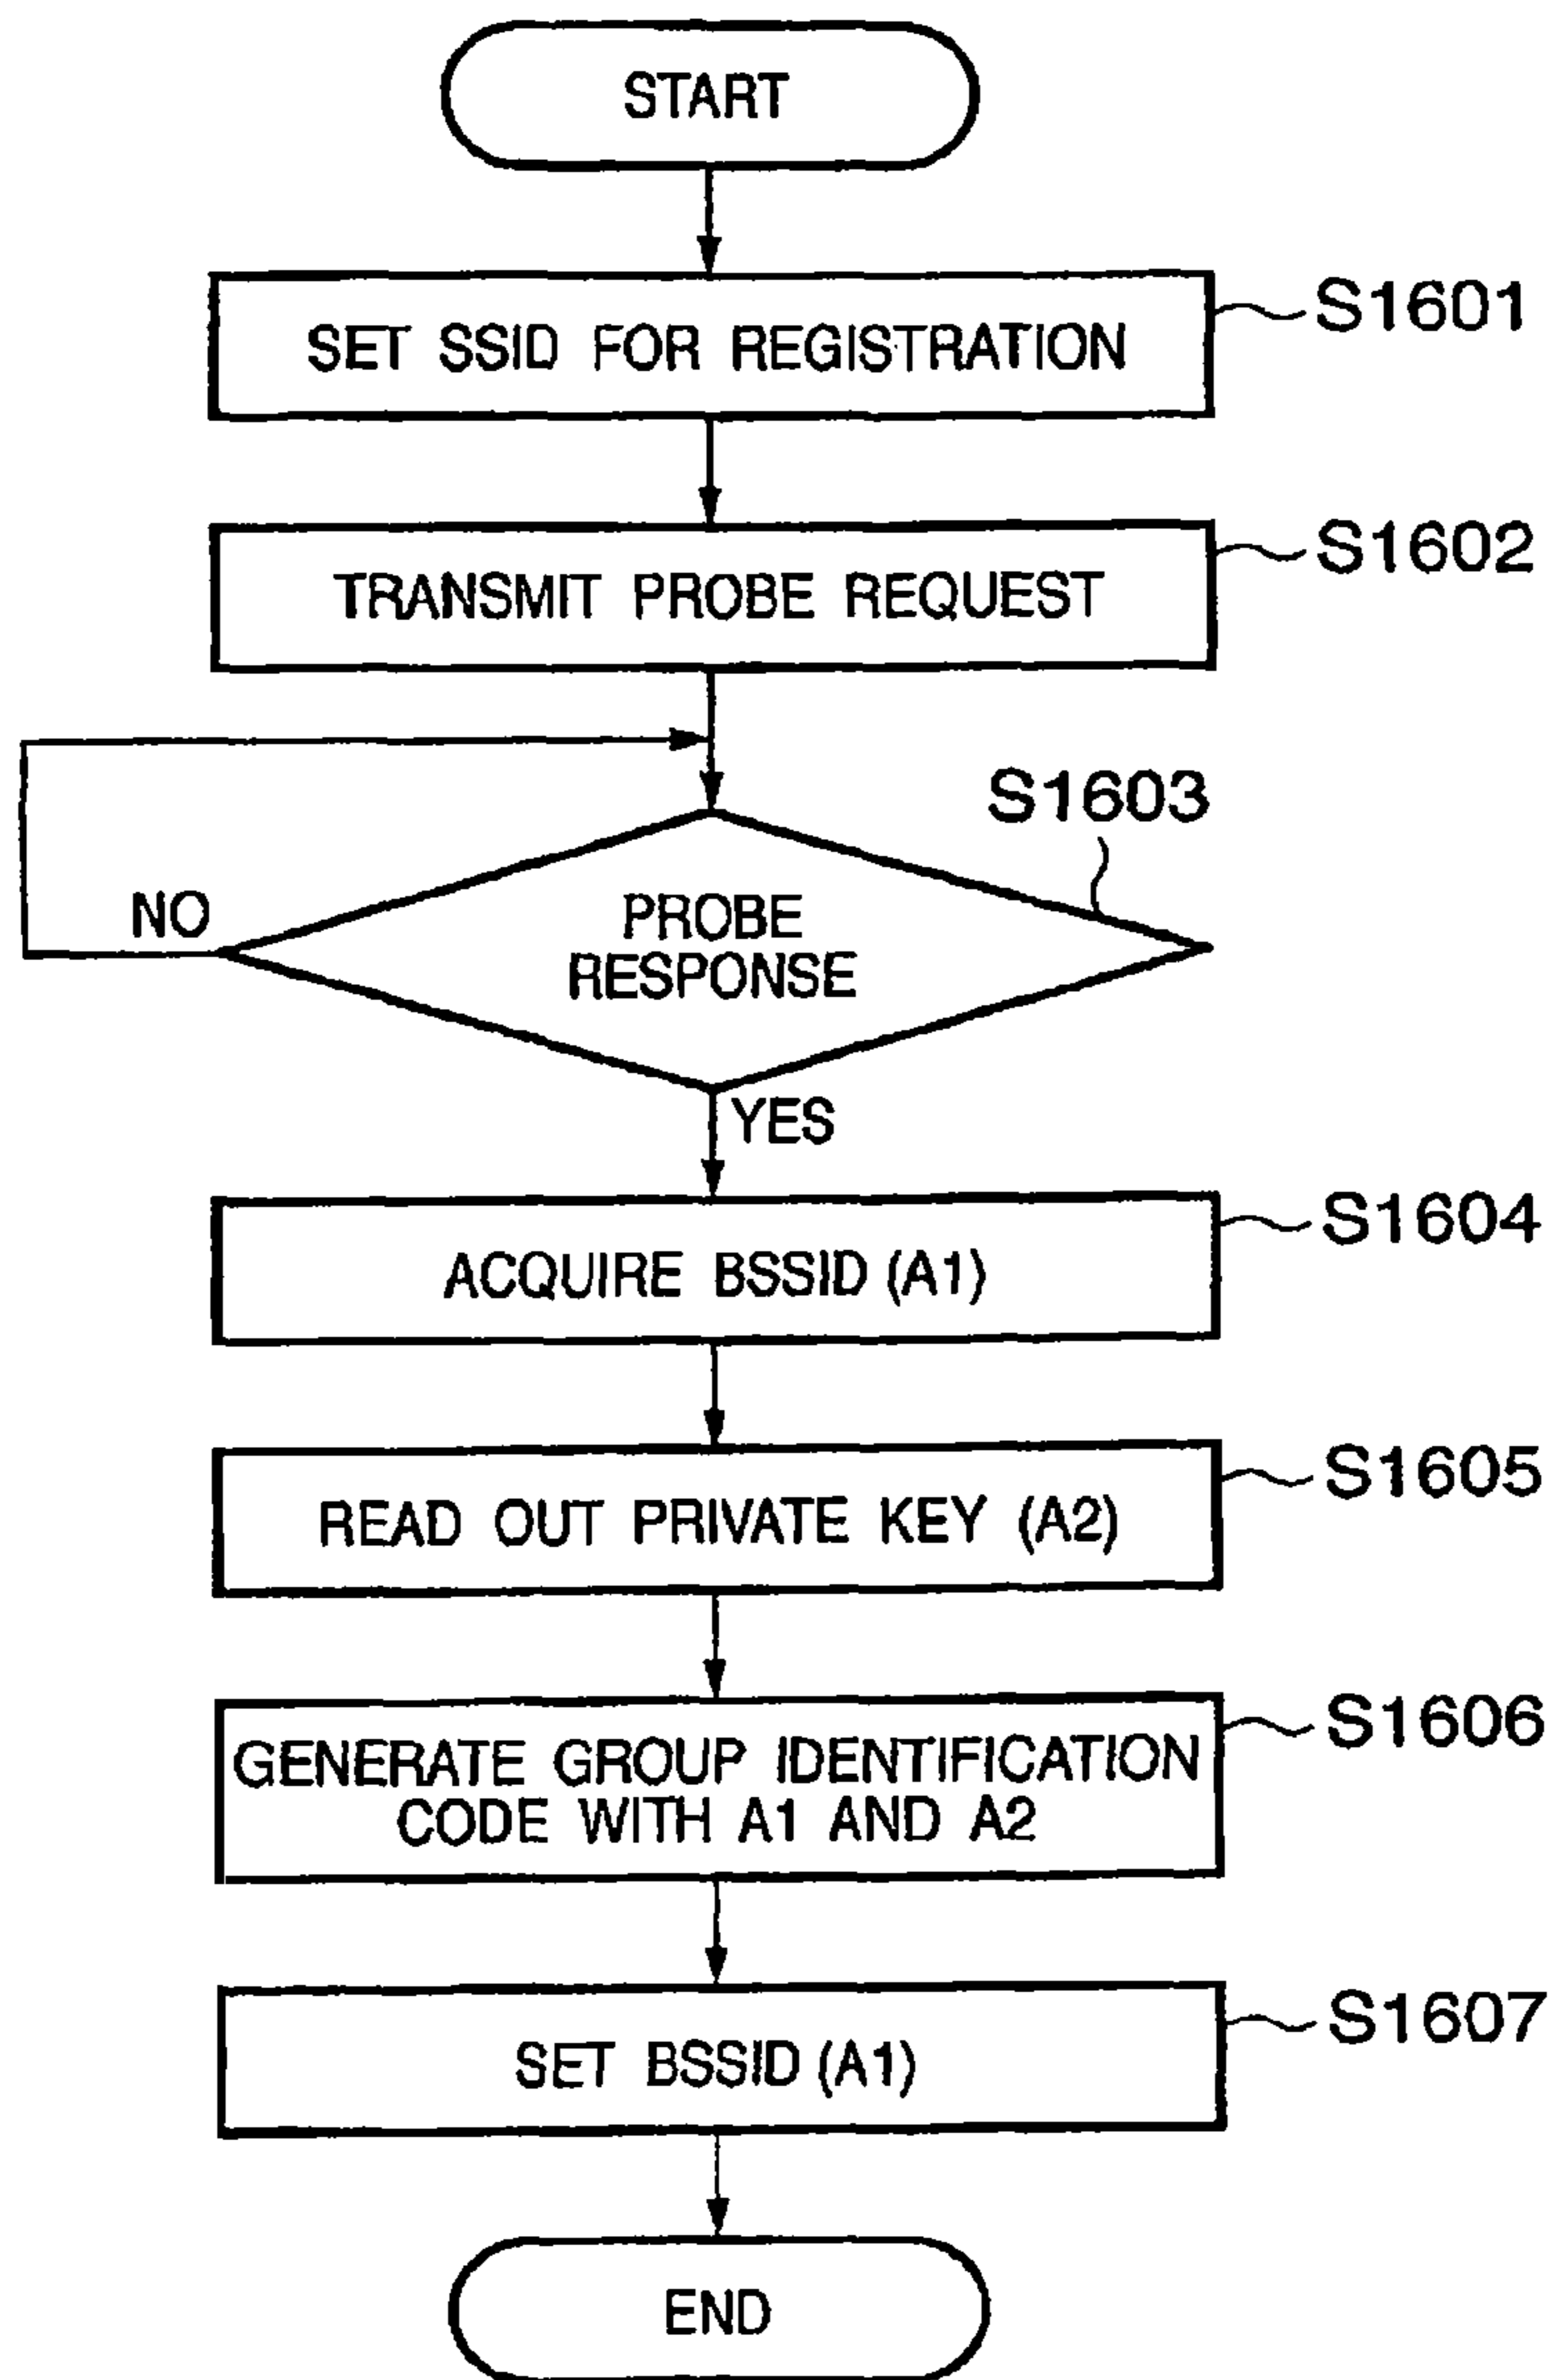 START
SET SSID FOR REGISTRATION
S1601
TRANSMIT PROBE REQUEST
S1602
S1603
PROBE
RESPONSE
NO
YES
ACQUIRE BSSID (A1)
S1604
READ OUT PRIVATE KEY (A2)
S1605
GENERATE GROUP IDENTIFICATION
CODE WITH A1 AND A2
S1606
SET BSSID (A1)
S1607
END